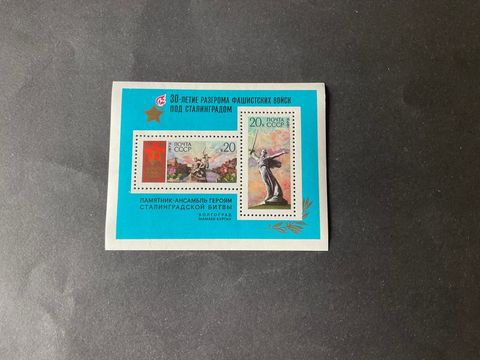 30-ЛЕТИЕ РАЗГРОМА ФАШИСТСКИХ ВОЙСК
ПОД СТАЛИНГРАДОМ
ПОЧТА
СССР
20
20к
ПОЧТА
СССР
ПАМЯТНИК-АНСАМБЛЬ ГЕРОЯМ
СТАЛИНГРАДСКОЙ БИТВЫ
ВОЛГОГРАД
МАМАЕВ КУРГАН